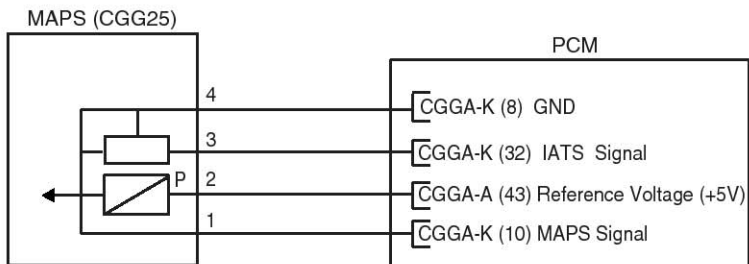 MAPS (CGG25)
PCM
4
CGGA-K (8) GND
3
CGGA-K (32) IATS Signal
P
2
CGGA-A (43) Reference Voltage (+5V)
1
CGGA-K (10) MAPS Signal